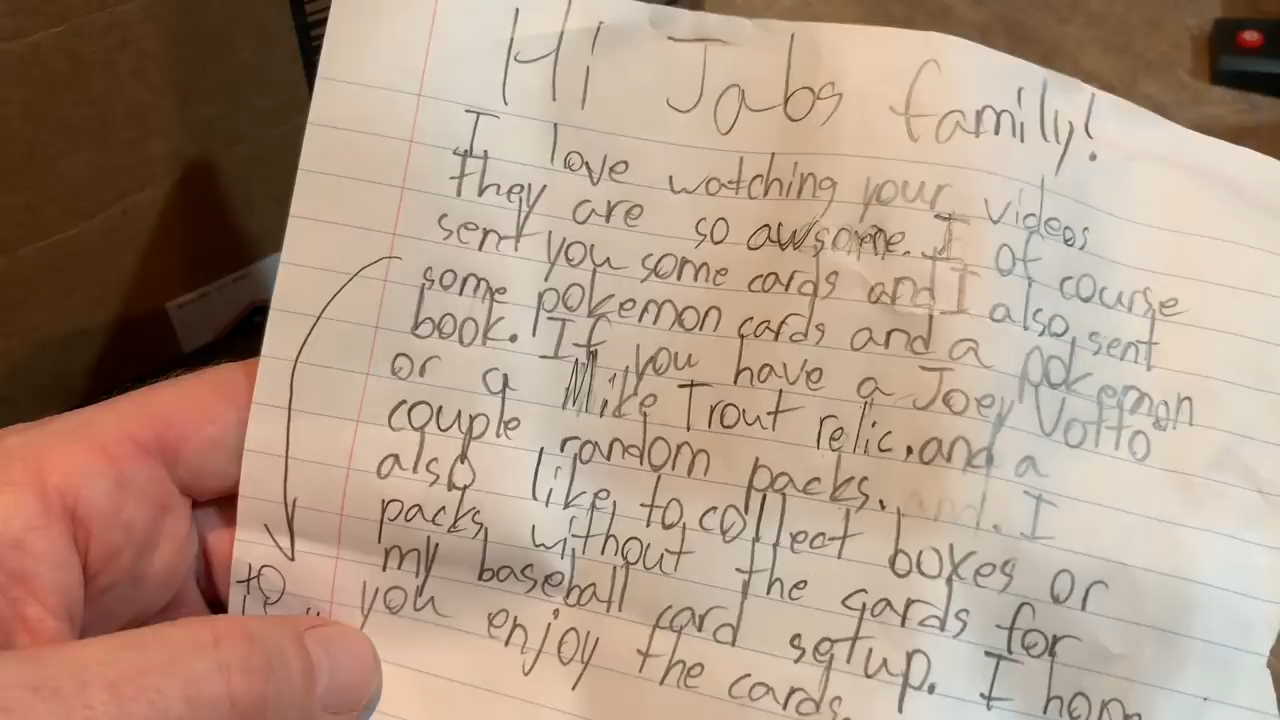 Hi Jabs family!
I love watching your videos
they are so awsome. I of course
sent you some cards and I also sent
some pokemon cards and a pokemon
book. If you have a Joey Votto
or a Mike Trout relic. and a
couple random packs. and. I
also like to collect boxes or
packs without the cards for
my baseball card setup. I hope
you enjoy the cards.
to